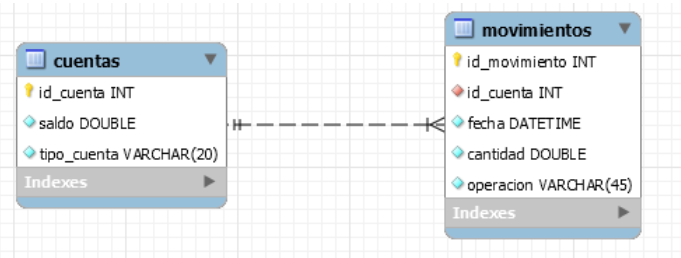 cuentas
id_cuenta INT
saldo DOUBLE
tipo_cuenta VARCHAR(20)
Indexes
movimientos
id_movimiento INT
id_cuenta INT
fecha DATETIME
cantidad DOUBLE
operacion VARCHAR(45)
Indexes